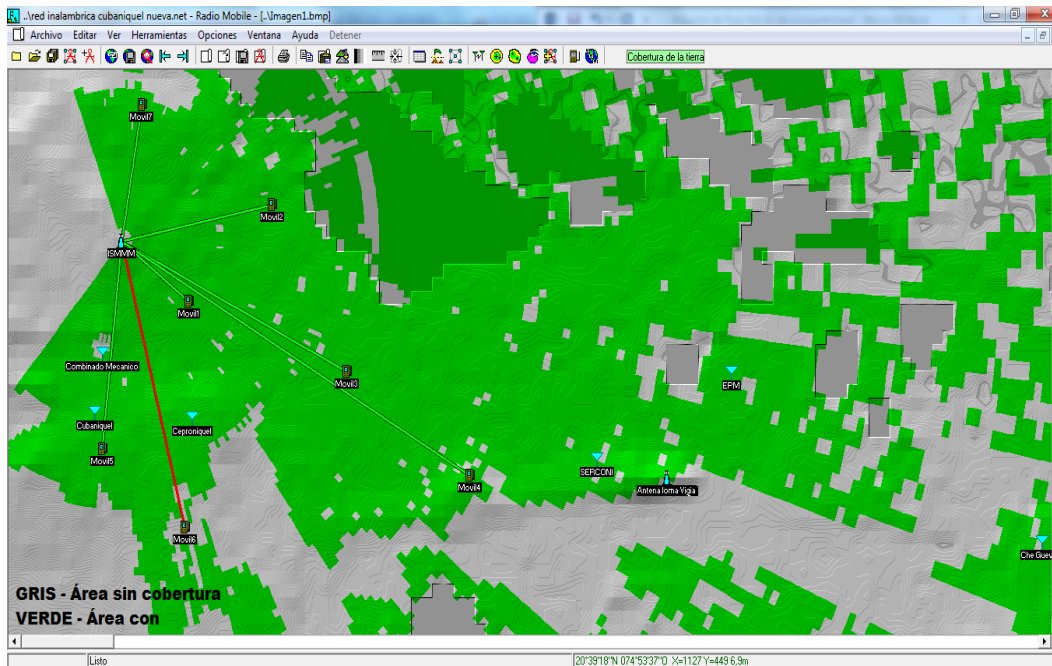 ..\red inalambrica cubaniquel nueva.net - Radio Mobile - [..\Imagen1.bmp]
Archivo Editar Ver Herramientas Opciones Ventana Ayuda Detener
Cobertura de la tierra
Movil7
Movil2
ISMMM
Movil1
Combinado Mecanico
Movil3
EPM
Cubaniquel
Ceproniquel
Movil5
SERCONI
Movil4
Antena loma Vigia
Movil6
Che Guev
GRIS - Área sin cobertura
VERDE - Área con
Listo
20°39'18"N 074°53'37"O X=1127 Y=449 6,9m